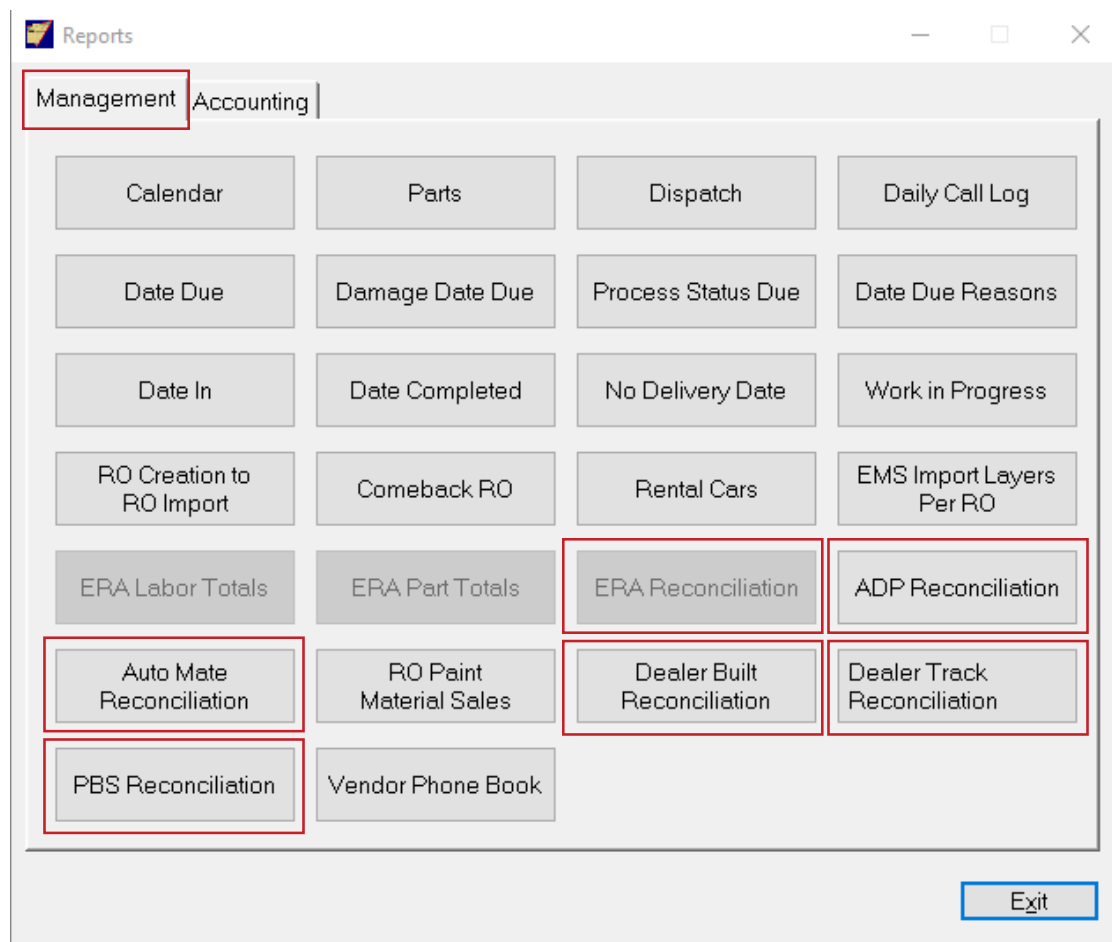 Reports
Management
Accounting
Calendar
Parts
Dispatch
Daily Call Log
Date Due
Damage Date Due
Process Status Due
Date Due Reasons
Date In
Date Completed
No Delivery Date
Work in Progress
RO Creation to
RO Import
Comeback RO
Rental Cars
EMS Import Layers
Per RO
ERA Labor Totals
ERA Part Totals
ERA Reconciliation
ADP Reconciliation
Auto Mate
Reconciliation
RO Paint
Material Sales
Dealer Built
Reconciliation
Dealer Track
Reconciliation
PBS Reconciliation
Vendor Phone Book
Exit